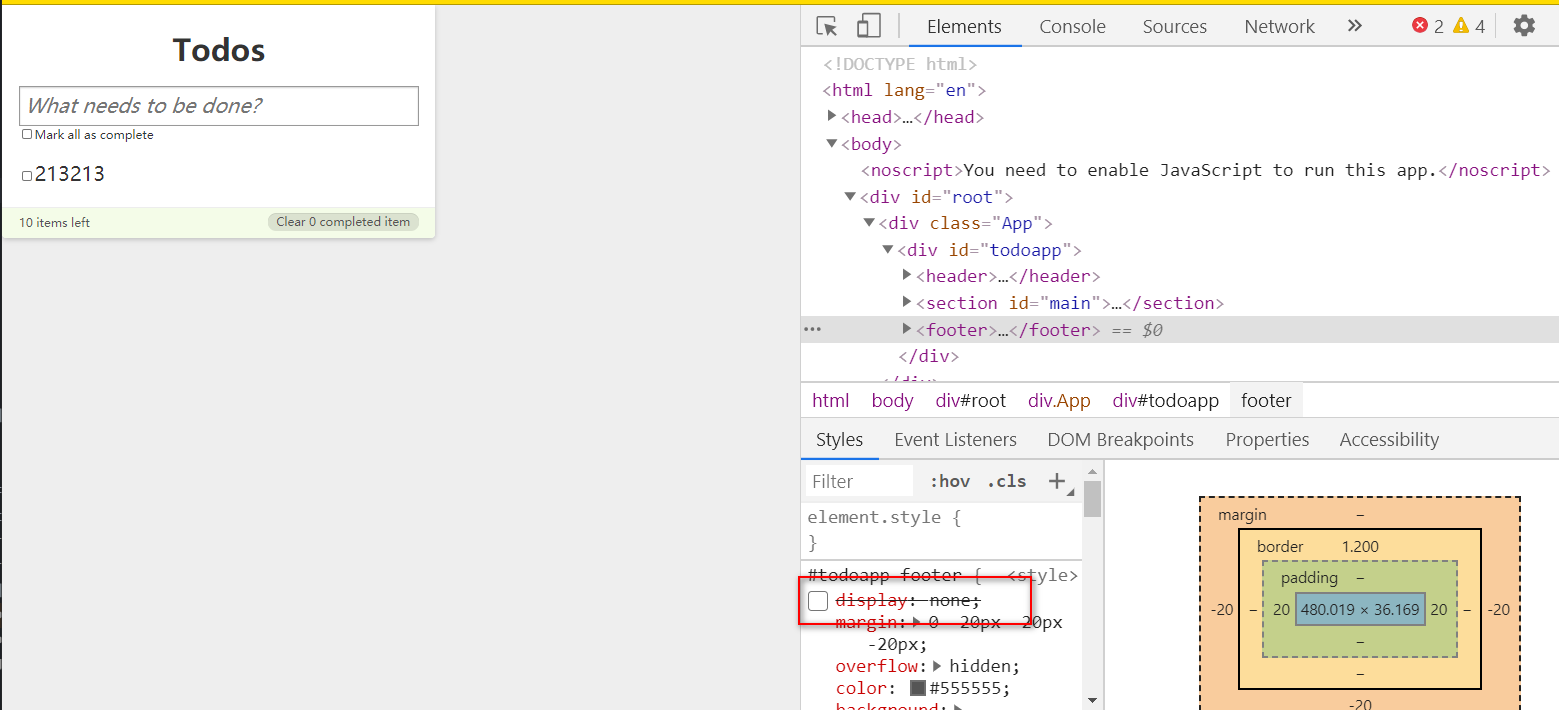 Todos
What needs to be done?
Mark all as complete
213213
10 items left
Clear 0 completed item
Elements Console Sources Network » 2 4
<!DOCTYPE html>
<html lang="en">
<head>…</head>
<body>
<noscript>You need to enable JavaScript to run this app.</noscript>
<div id="root">
<div class="App">
<div id="todoapp">
<header>…</header>
<section id="main">…</section>
<footer>…</footer> == $0
</div>
html body div#root div.App div#todoapp footer
Styles Event Listeners DOM Breakpoints Properties Accessibility
Filter :hov .cls +
element.style {
}
#todoapp footer { <style>
display: none;
margin: 0 -20px -20px
-20px;
overflow: hidden;
color: #555555;
background:
margin –
border 1.200
padding –
-20 – 20 480.019 × 36.169 20 – -20
–
–
-20